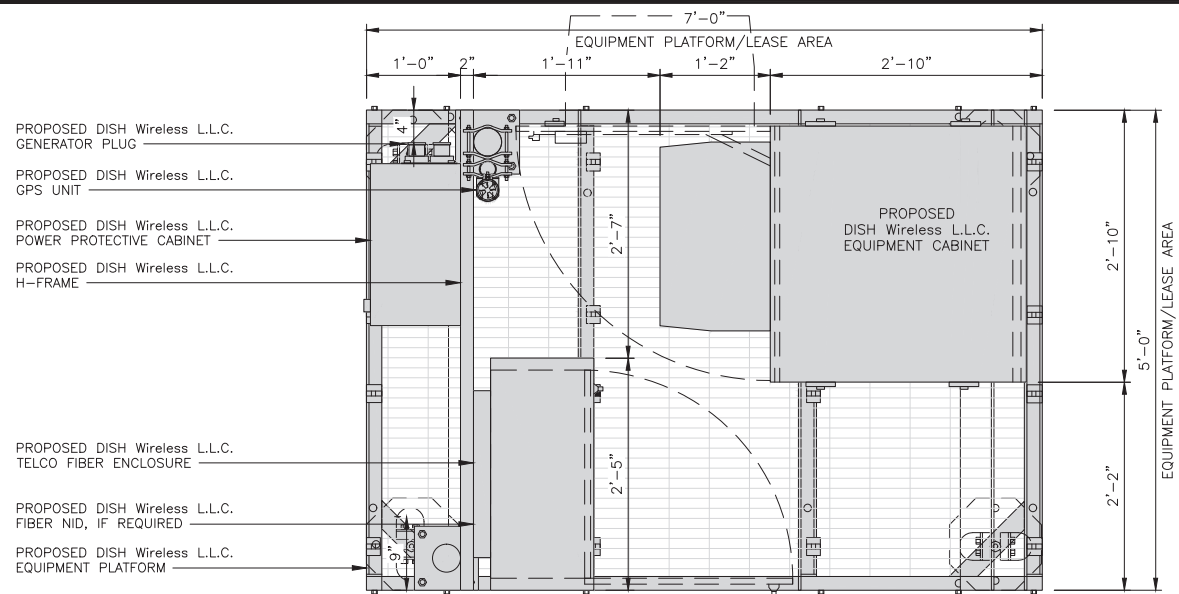 7'-0"
EQUIPMENT PLATFORM/LEASE AREA
1'-0"
2"
1'-11"
1'-2"
2'-10"
PROPOSED DISH Wireless L.L.C.
GENERATOR PLUG
4"
PROPOSED DISH Wireless L.L.C.
GPS UNIT
PROPOSED DISH Wireless L.L.C.
POWER PROTECTIVE CABINET
PROPOSED DISH Wireless L.L.C.
H-FRAME
2'-7"
PROPOSED
DISH Wireless L.L.C.
EQUIPMENT CABINET
2'-10"
5'-0"
EQUIPMENT PLATFORM/LEASE AREA
PROPOSED DISH Wireless L.L.C.
TELCO FIBER ENCLOSURE
2'-5"
2'-2"
PROPOSED DISH Wireless L.L.C.
FIBER NID, IF REQUIRED
PROPOSED DISH Wireless L.L.C.
EQUIPMENT PLATFORM
9"